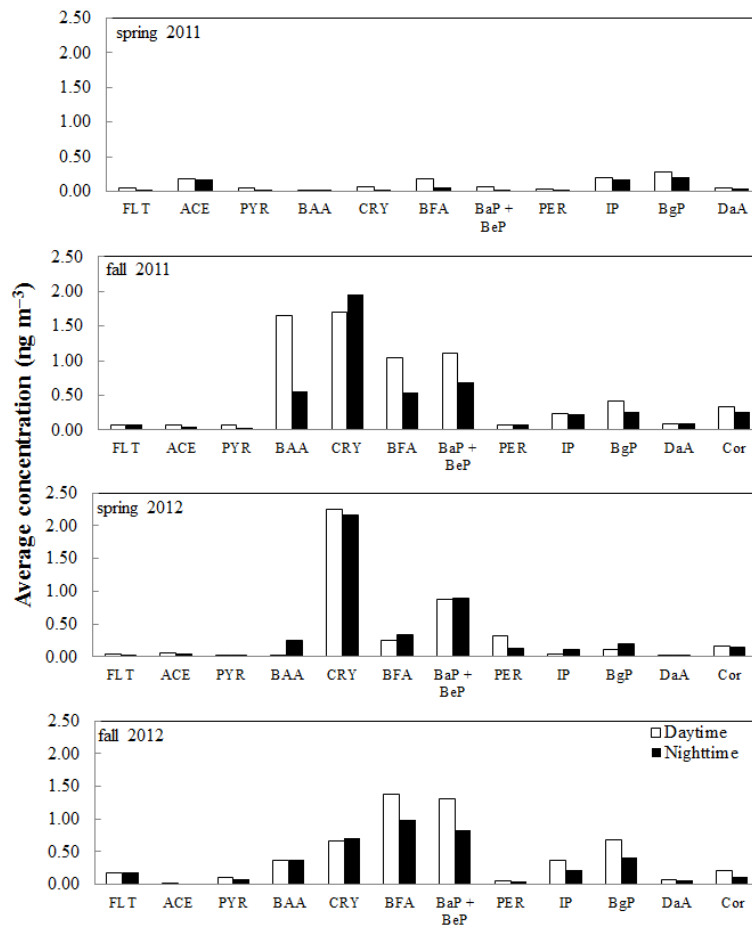 Average concentration (ng m⁻³)
2.50
spring 2011
2.00
1.50
1.00
0.50
0.00
FLT ACE PYR BAA CRY BFA BaP + PER IP BgP DaA
BeP
2.50
fall 2011
2.00
1.50
1.00
0.50
0.00
FLT ACE PYR BAA CRY BFA BaP + PER IP BgP DaA Cor
BeP
2.50
spring 2012
2.00
1.50
1.00
0.50
0.00
FLT ACE PYR BAA CRY BFA BaP + PER IP BgP DaA Cor
BeP
2.50
fall 2012
Daytime
Nighttime
2.00
1.50
1.00
0.50
0.00
FLT ACE PYR BAA CRY BFA BaP + PER IP BgP DaA Cor
BeP